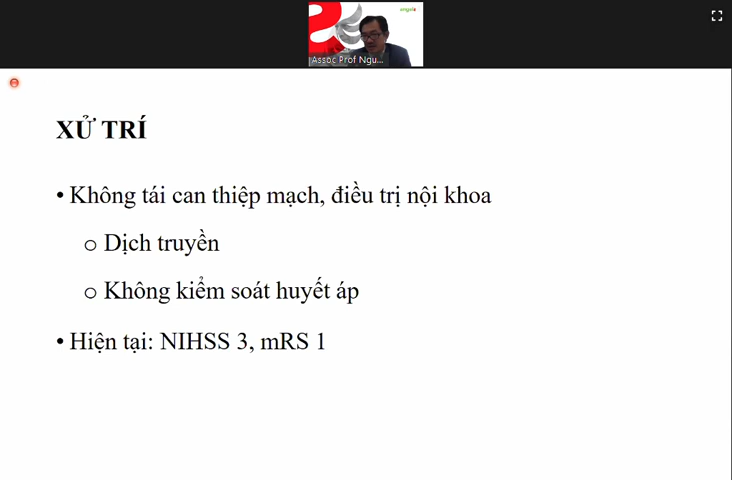 Assoc Prof Ngu...
XỬ TRÍ
• Không tái can thiệp mạch, điều trị nội khoa
o Dịch truyền
o Không kiểm soát huyết áp
• Hiện tại: NIHSS 3, mRS 1